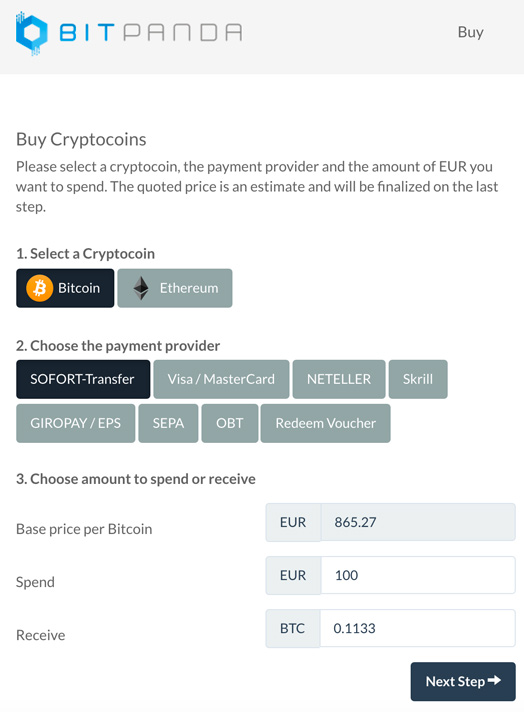 BITPANDA
Buy
Buy Cryptocoins
Please select a cryptocoin, the payment provider and the amount of EUR you
want to spend. The quoted price is an estimate and will be finalized on the last
step.
1. Select a Cryptocoin
Bitcoin Ethereum
2. Choose the payment provider
SOFORT-Transfer Visa / MasterCard NETELLER Skrill
GIROPAY / EPS SEPA OBT Redeem Voucher
3. Choose amount to spend or receive
Base price per Bitcoin EUR 865.27
Spend EUR 100
Receive BTC 0.1133
Next Step